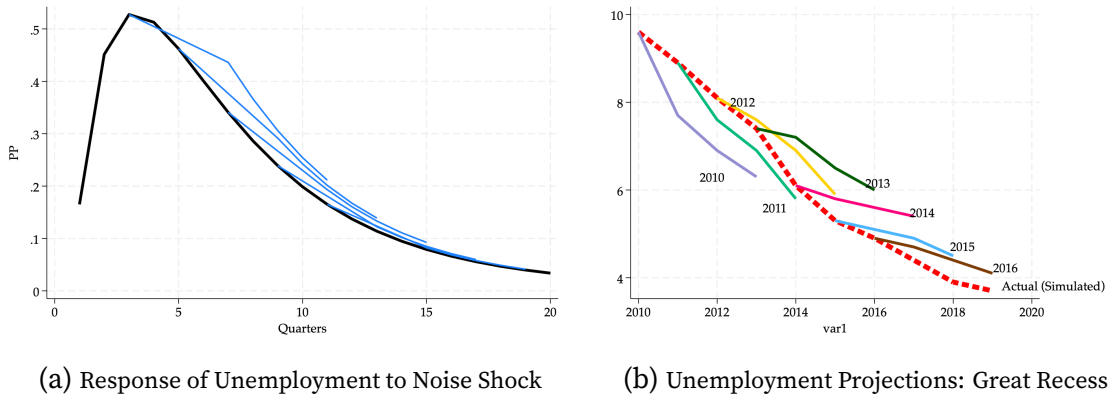 .5
.4
.3
.2
.1
0
PP
0 5 10 15 20
Quarters
(a) Response of Unemployment to Noise Shock
10
8
6
4
2012
2010
2011
2013
2014
2015
2016
Actual (Simulated)
2010 2012 2014 2016 2018 2020
var1
(b) Unemployment Projections: Great Recess